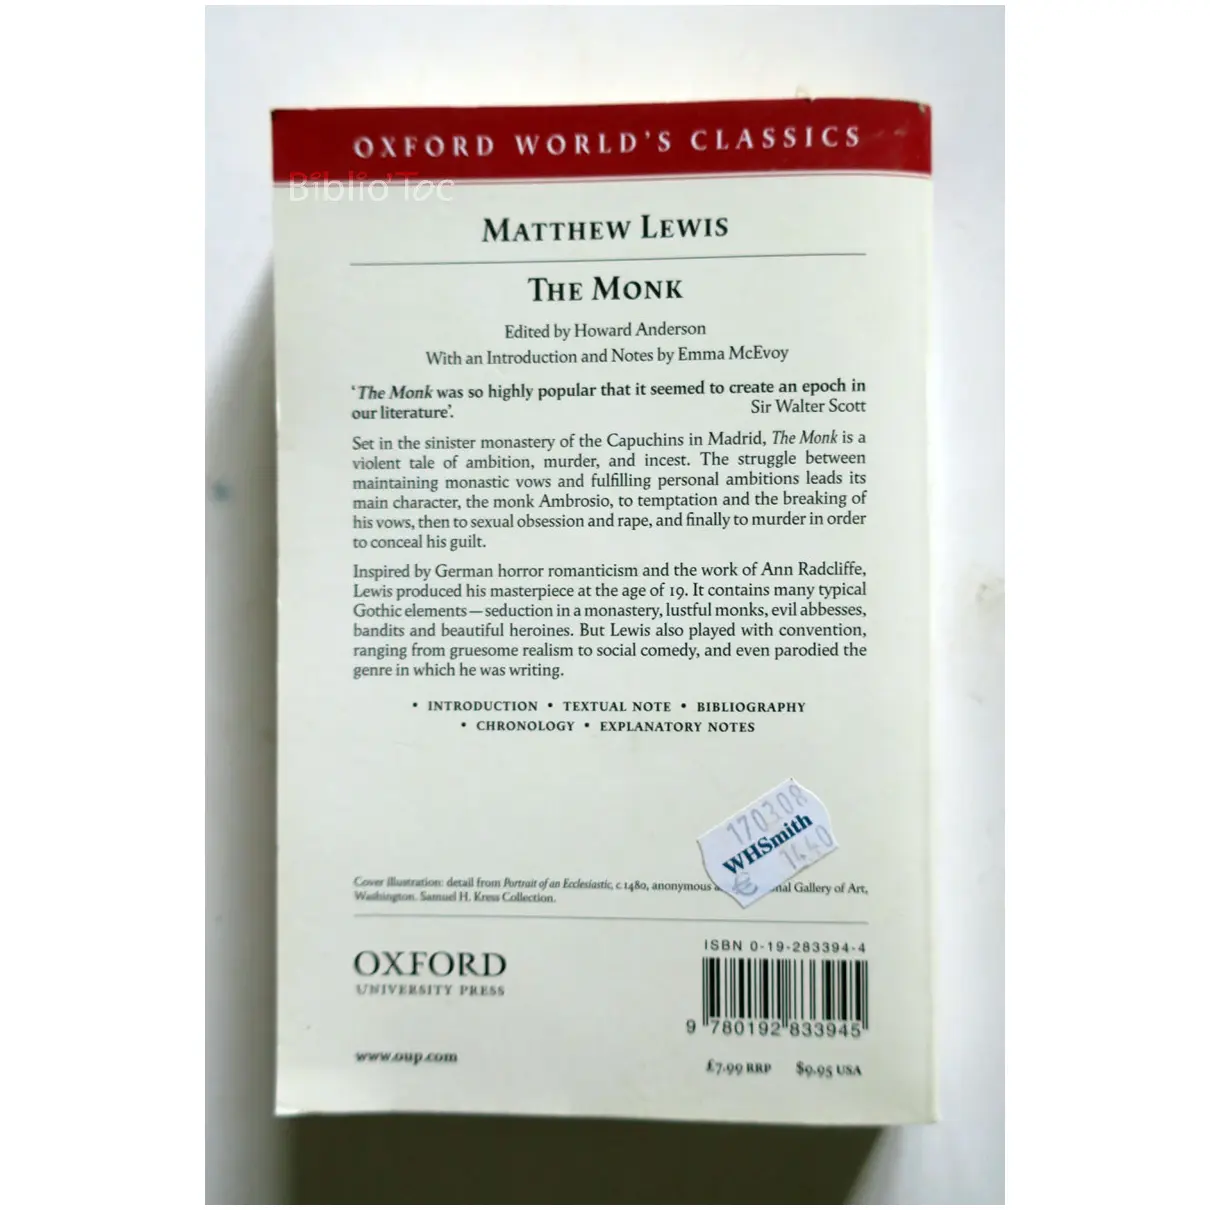 OXFORD WORLD'S CLASSICS
Biblio'Toc
MATTHEW LEWIS
THE MONK
Edited by Howard Anderson
With an Introduction and Notes by Emma McEvoy
‘The Monk was so highly popular that it seemed to create an epoch in
our literature’. Sir Walter Scott
Set in the sinister monastery of the Capuchins in Madrid, The Monk is a
violent tale of ambition, murder, and incest. The struggle between
maintaining monastic vows and fulfilling personal ambitions leads its
main character, the monk Ambrosio, to temptation and the breaking of
his vows, then to sexual obsession and rape, and finally to murder in order
to conceal his guilt.
Inspired by German horror romanticism and the work of Ann Radcliffe,
Lewis produced his masterpiece at the age of 19. It contains many typical
Gothic elements—seduction in a monastery, lustful monks, evil abbesses,
bandits and beautiful heroines. But Lewis also played with convention,
ranging from gruesome realism to social comedy, and even parodied the
genre in which he was writing.
• INTRODUCTION • TEXTUAL NOTE • BIBLIOGRAPHY
• CHRONOLOGY • EXPLANATORY NOTES
170308
WHSmith
€ 1440
Cover illustration: detail from Portrait of an Ecclesiastic, c.1480, anonymous nal Gallery of Art,
Washington. Samuel H. Kress Collection.
OXFORD
UNIVERSITY PRESS
www.oup.com
ISBN 0-19-283394-4
9 780192 833945
£7.99 RRP $9.95 USA